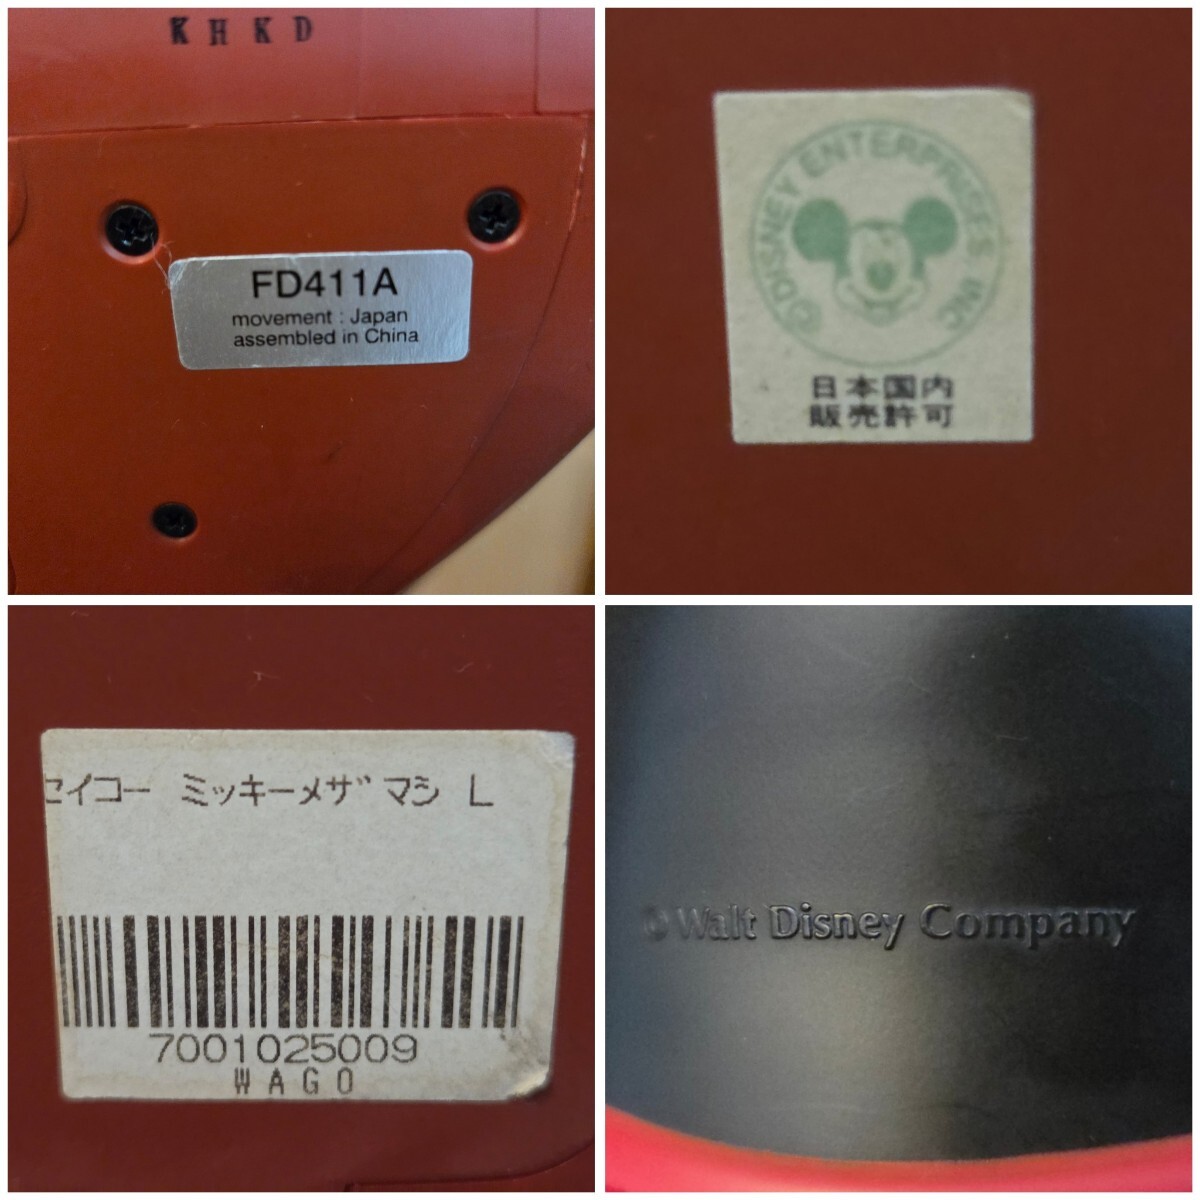 KHKD
FD411A
movement : Japan
assembled in China
© DISNEY ENTERPRISES INC
日本国内
販売許可
セイコー ミッキーメザマシ L
7001025009
WAGO
© Walt Disney Company